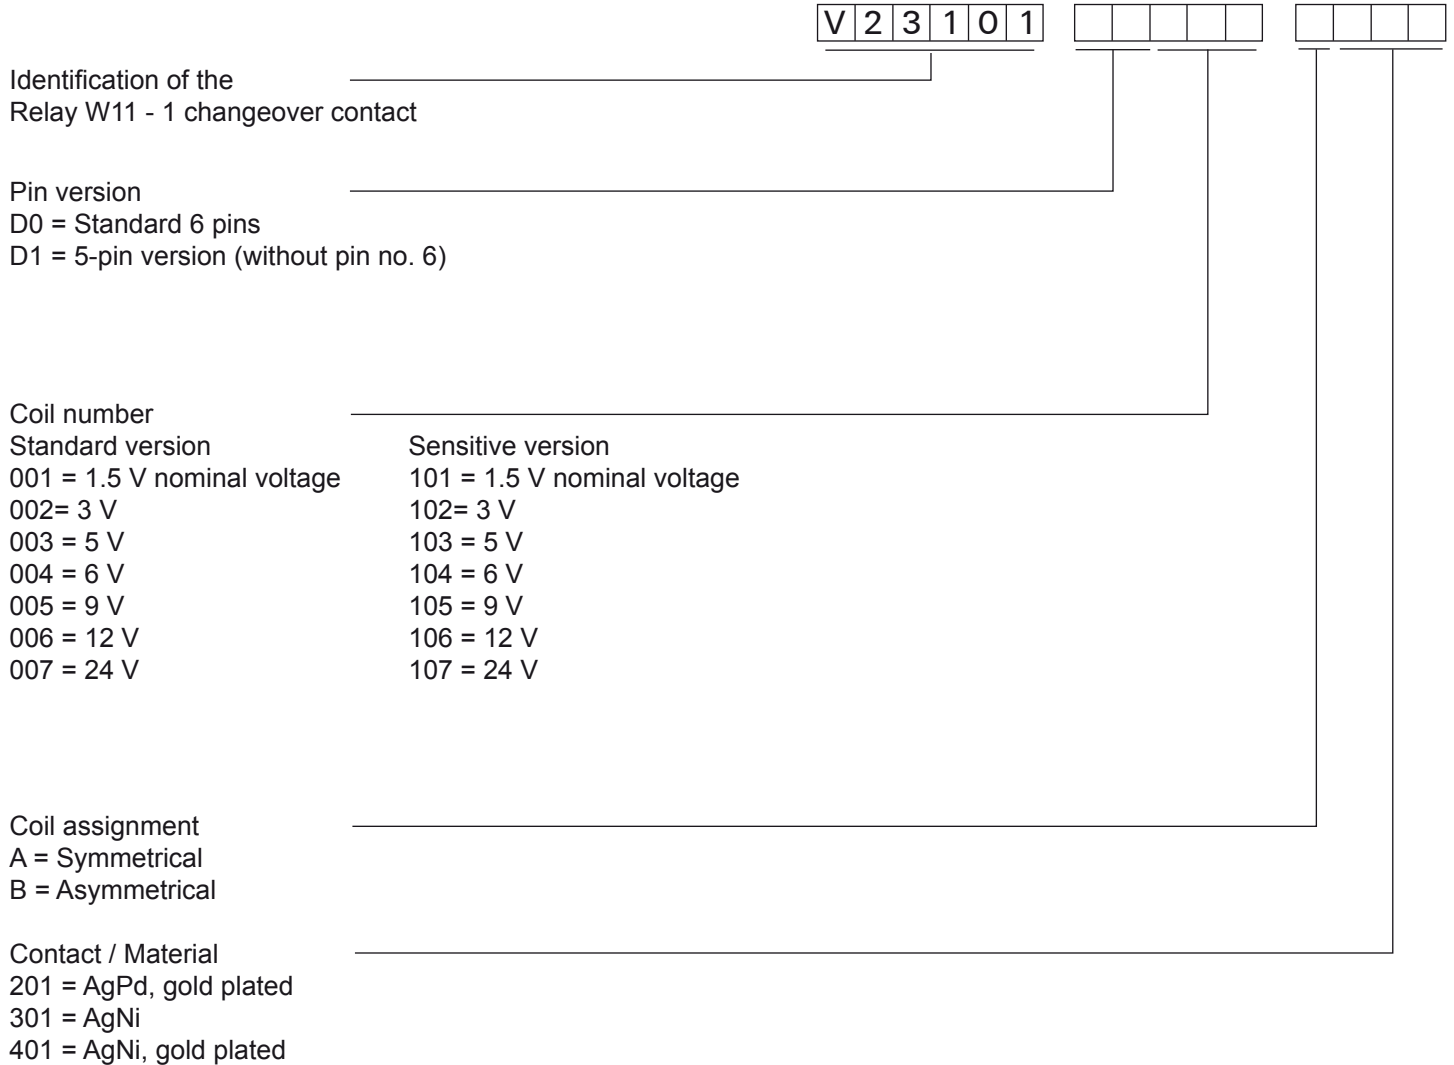 V23101
Identification of the
Relay W11 - 1 changeover contact
Pin version
D0 = Standard 6 pins
D1 = 5-pin version (without pin no. 6)
Coil number
Standard version Sensitive version
001 = 1.5 V nominal voltage 101 = 1.5 V nominal voltage
002= 3 V 102= 3 V
003 = 5 V 103 = 5 V
004 = 6 V 104 = 6 V
005 = 9 V 105 = 9 V
006 = 12 V 106 = 12 V
007 = 24 V 107 = 24 V
Coil assignment
A = Symmetrical
B = Asymmetrical
Contact / Material
201 = AgPd, gold plated
301 = AgNi
401 = AgNi, gold plated